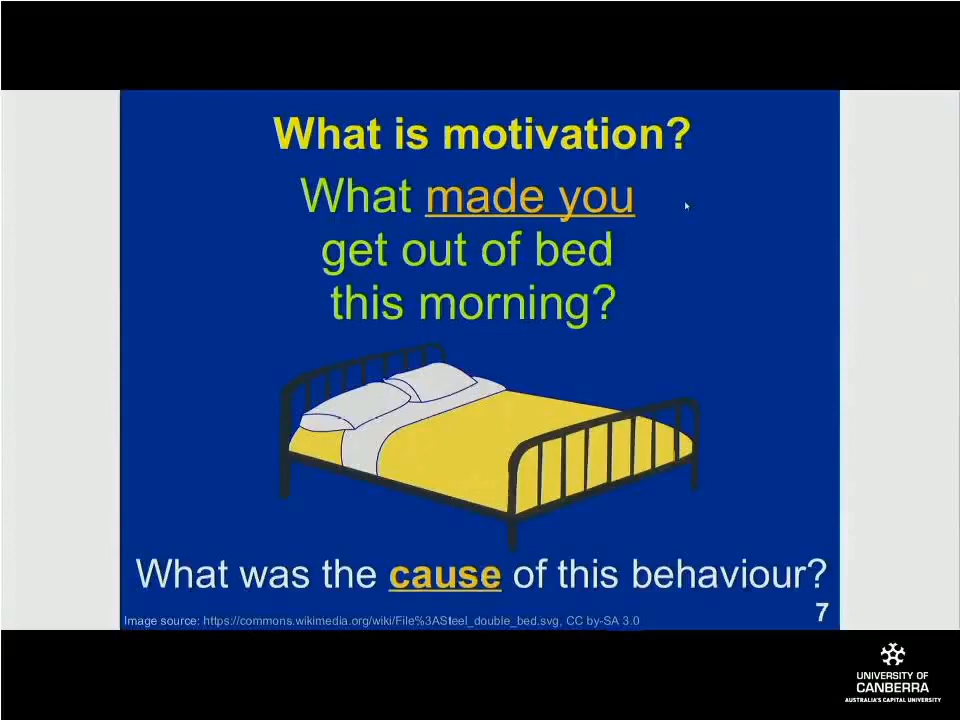 What is motivation?
What made you
get out of bed
this morning?
What was the cause of this behaviour?
7
Image source: https://commons.wikimedia.org/wiki/File%3ASteel_double_bed.svg, CC by-SA 3.0
UNIVERSITY OF
CANBERRA
AUSTRALIA'S CAPITAL UNIVERSITY